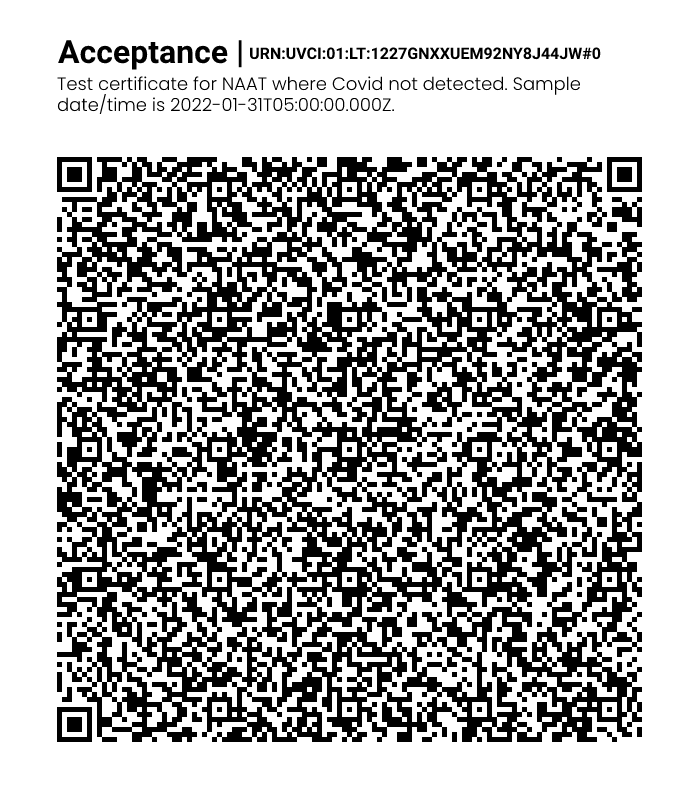 Acceptance | URN:UVCI:01:LT:1227GNXXUEM92NY8J44JW#0
Test certificate for NAAT where Covid not detected. Sample
date/time is 2022-01-31T05:00:00.000Z.